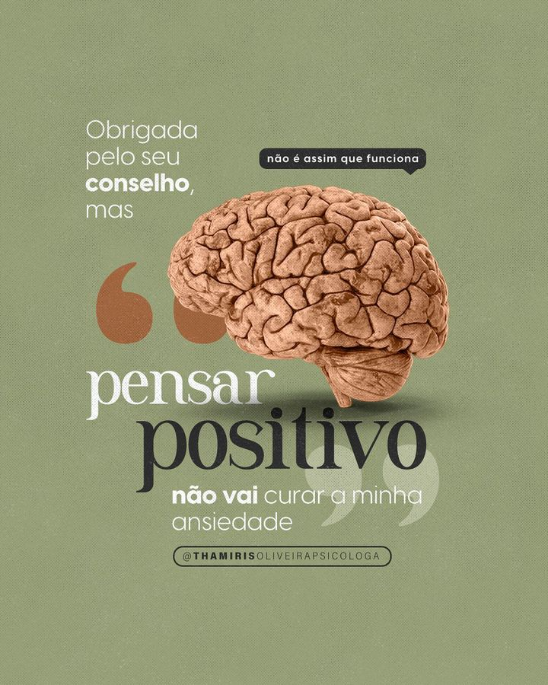 Obrigada
pelo seu
conselho,
mas
não é assim que funciona
pensar
positivo
não vai curar a minha
ansiedade
@THAMIRISOLIVEIRAPSICOLOGA